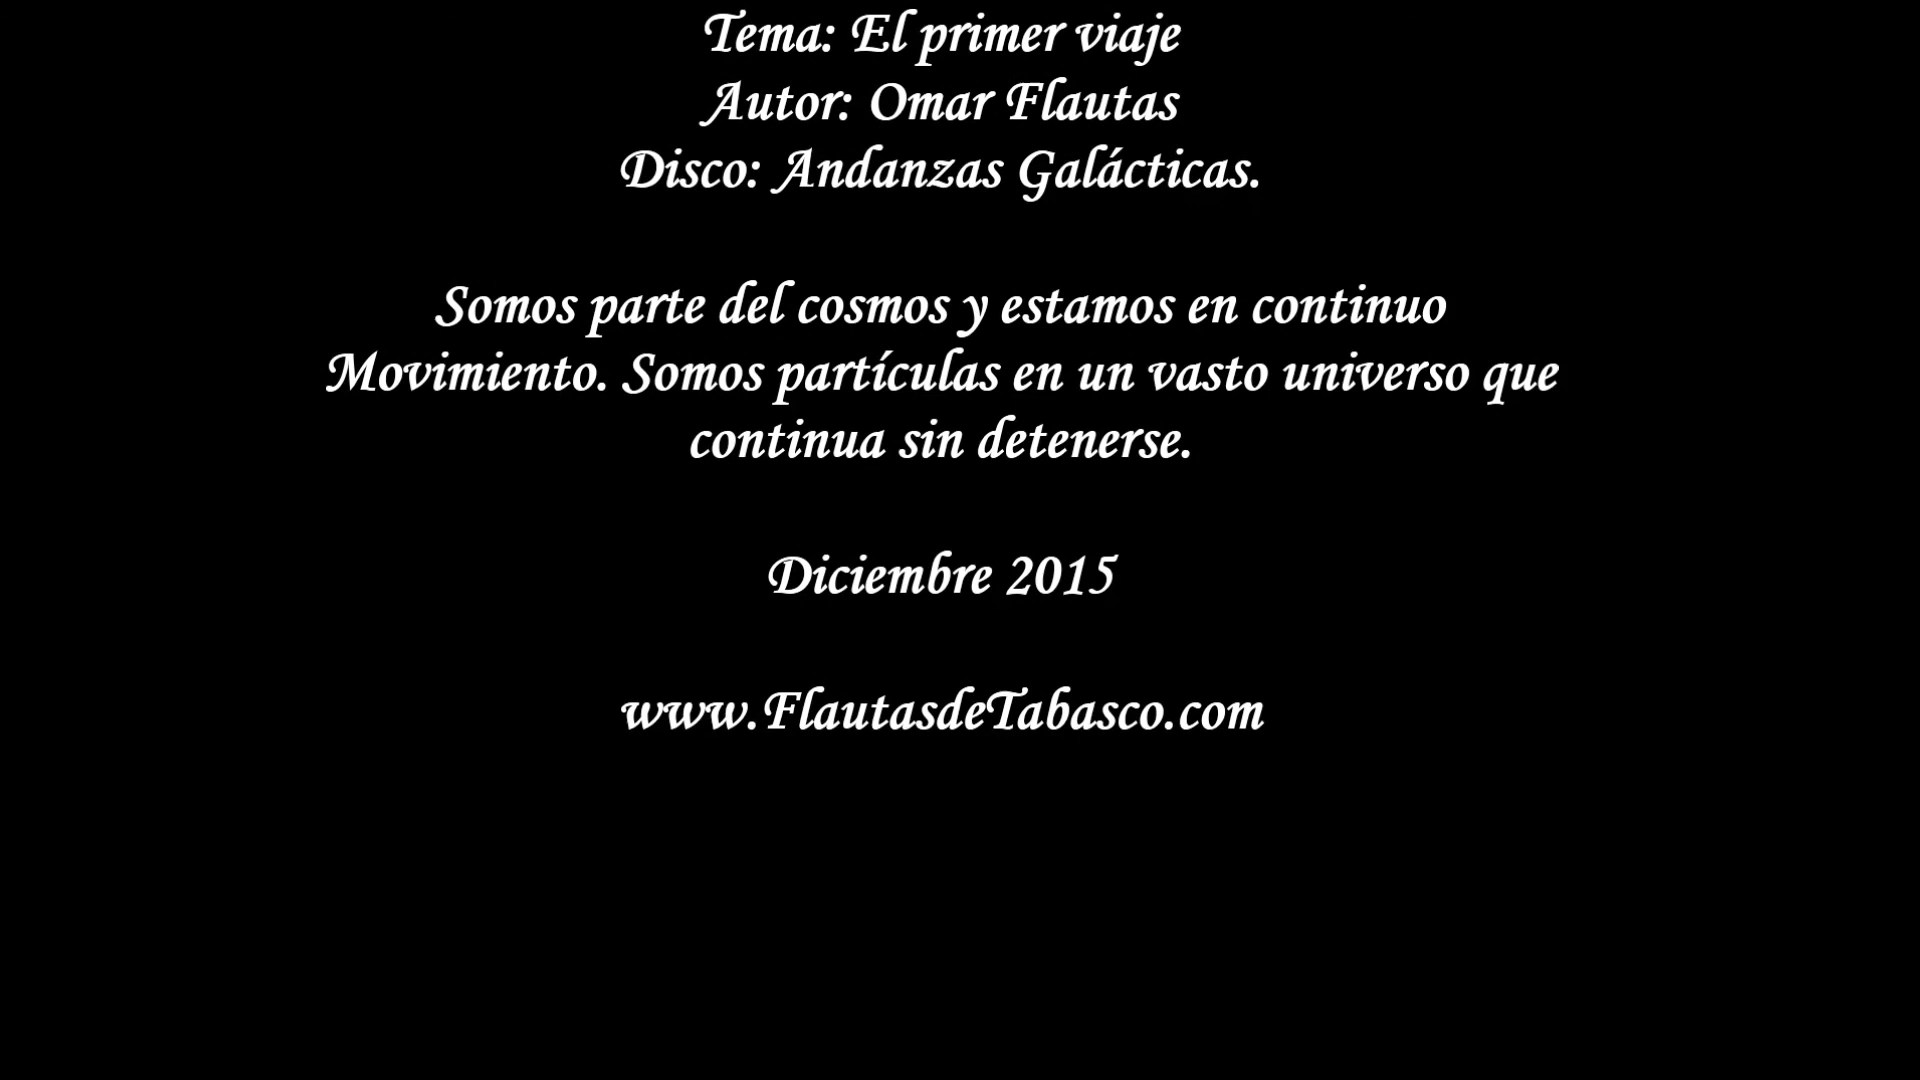 Tema: El primer viaje
Autor: Omar Flautas
Disco: Andanzas Galácticas.
Somos parte del cosmos y estamos en continuo
Movimiento. Somos partículas en un vasto universo que
continua sin detenerse.
Diciembre 2015
www.FlautasdeTabasco.com